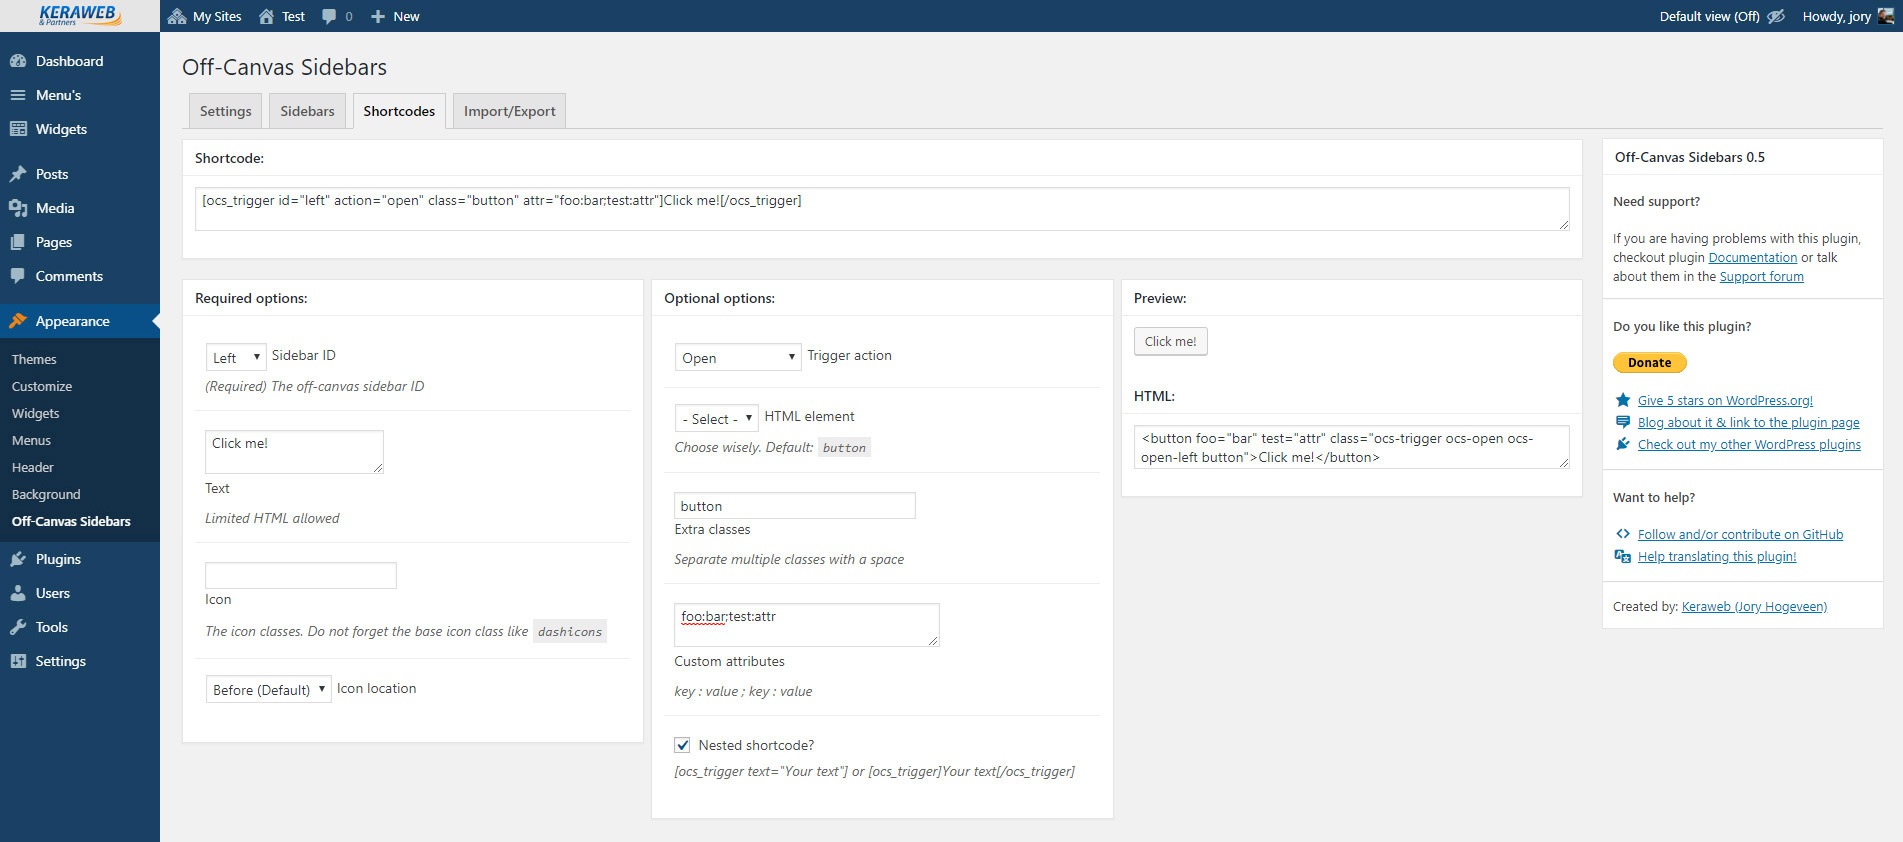 KERAWEB
& Partners
My Sites
Test
0
New
Default view (Off)
Howdy, jory
Dashboard
Menu's
Widgets
Posts
Media
Pages
Comments
Appearance
Themes
Customize
Widgets
Menus
Header
Background
Off-Canvas Sidebars
Plugins
Users
Tools
Settings
Off-Canvas Sidebars
Settings
Sidebars
Shortcodes
Import/Export
Shortcode:
[ocs_trigger id="left" action="open" class="button" attr="foo:bar;test:attr"]Click me![/ocs_trigger]
Required options:
Left
Sidebar ID
(Required) The off-canvas sidebar ID
Click me!
Text
Limited HTML allowed
Icon
The icon classes. Do not forget the base icon class like dashicons
Before (Default)
Icon location
Optional options:
Open
Trigger action
- Select -
HTML element
Choose wisely. Default: button
button
Extra classes
Separate multiple classes with a space
foo:bar;test:attr
Custom attributes
key : value ; key : value
Nested shortcode?
[ocs_trigger text="Your text"] or [ocs_trigger]Your text[/ocs_trigger]
Preview:
Click me!
HTML:
<button foo="bar" test="attr" class="ocs-trigger ocs-open ocs-
open-left button">Click me!</button>
Off-Canvas Sidebars 0.5
Need support?
If you are having problems with this plugin,
checkout plugin Documentation or talk
about them in the Support forum
Do you like this plugin?
Donate
Give 5 stars on WordPress.org!
Blog about it & link to the plugin page
Check out my other WordPress plugins
Want to help?
Follow and/or contribute on GitHub
Help translating this plugin!
Created by: Keraweb (Jory Hogeveen)